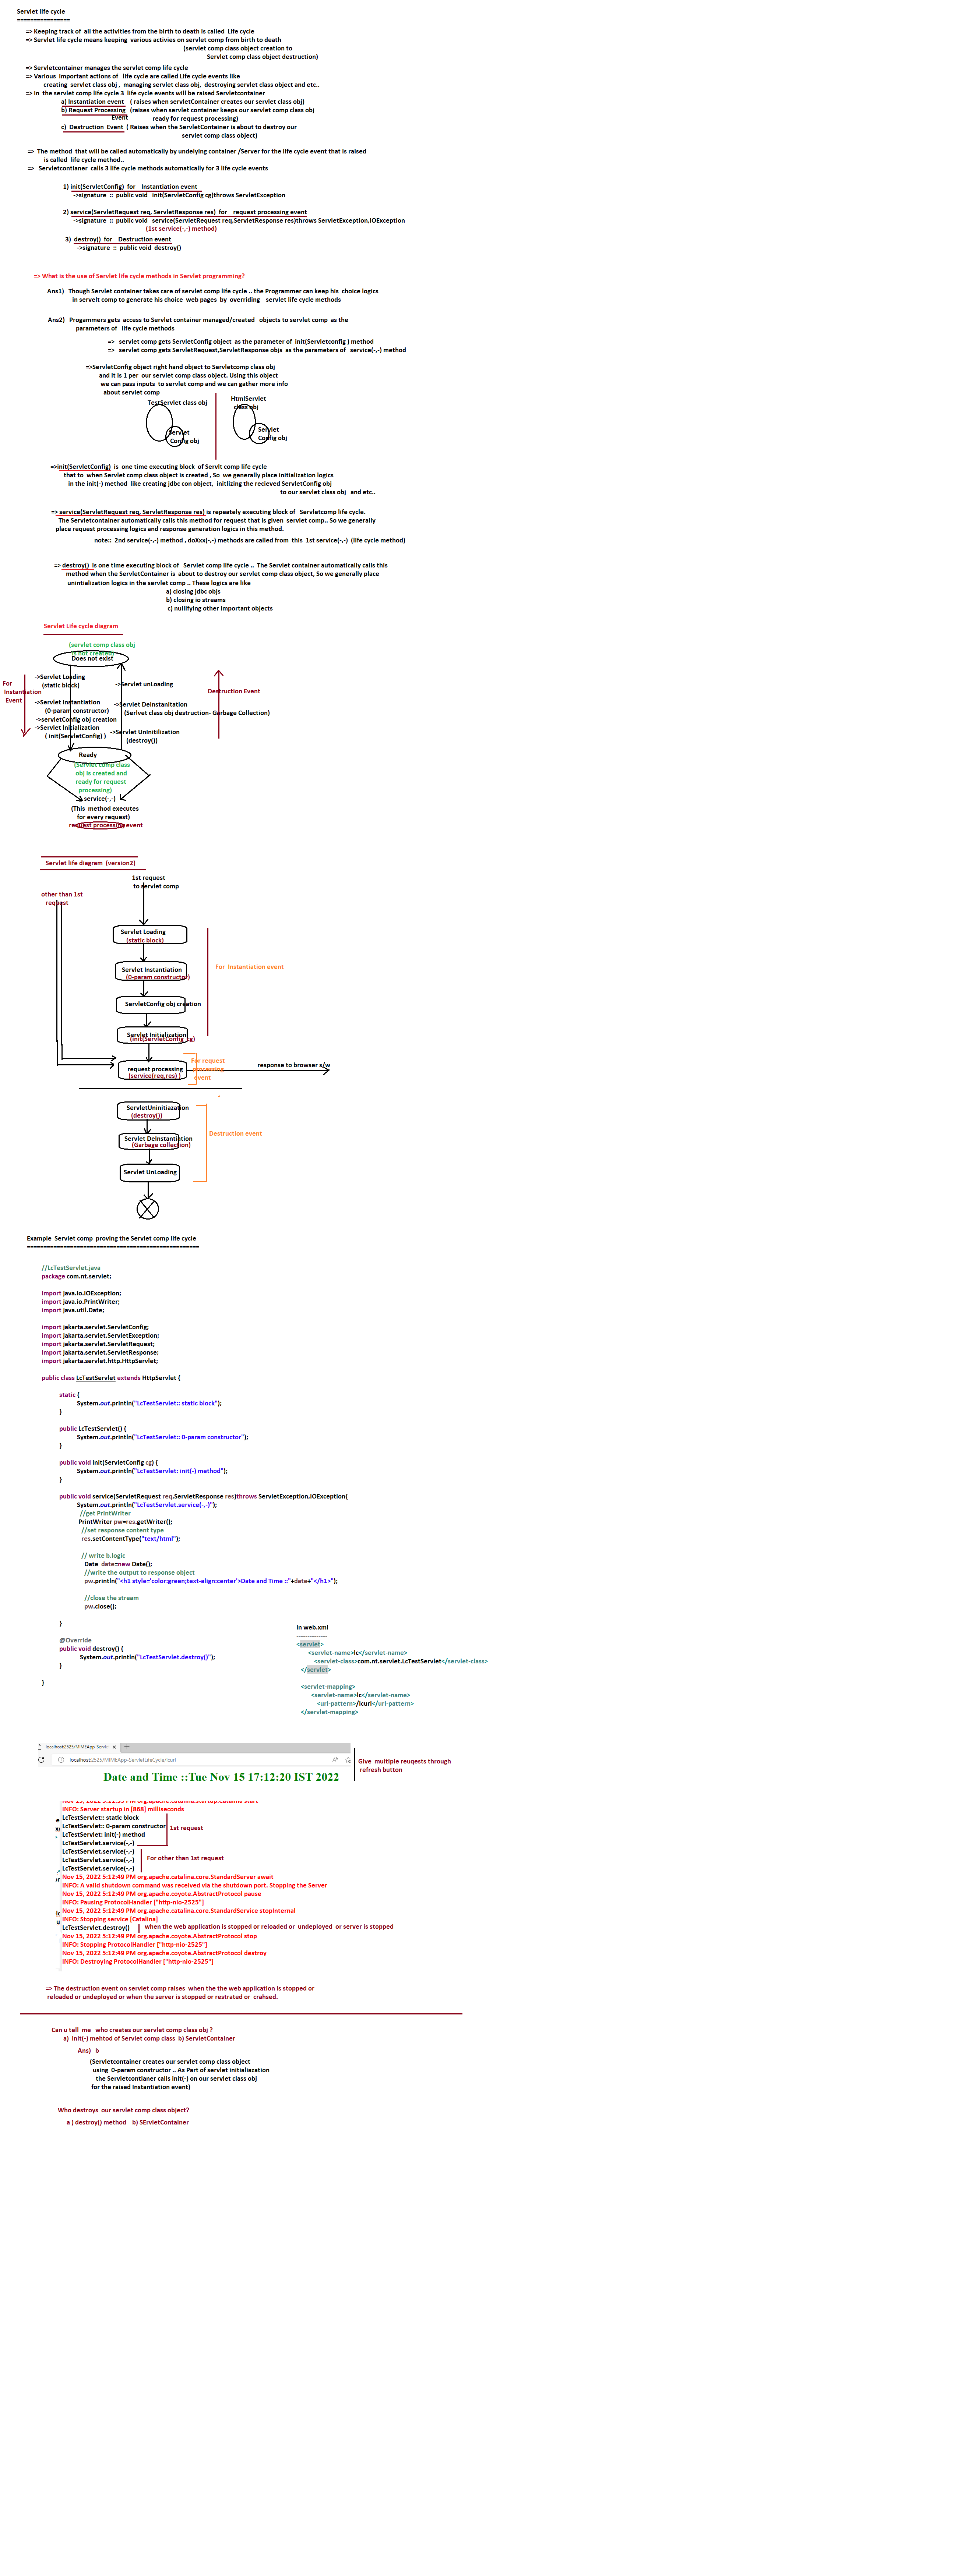 Servlet life cycle
================
=> Keeping track of  all the activities from the birth to death is called  Life cycle
=> Servlet life cycle means keeping  various activies on servlet comp from birth to death
(servlet comp class object creation to
Servlet comp class object destruction)
=> Servletcontainer manages the servlet comp life cycle
=> Various  important actions of  life cycle are called Life cycle events like
creating  servlet class obj ,  managing servlet class obj,  destroying servlet class object and etc..
=> In  the servlet comp life cycle 3  life cycle events will be raised Servletcontainer
a) Instantiation event   ( raises when servletContainer creates our servlet class obj)
b) Request Processing   (raises when servlet container keeps our servlet comp class obj
Event   ready for request processing)
c)  Destruction  Event  ( Raises when the ServletContainer is about to destroy our
servlet comp class object)
=>  The method  that will be called automatically by undelying container /Server for the life cycle event that is raised
is called  life cycle method..
=>   Servletcontianer  calls 3 life cycle methods automatically for 3 life cycle events
1) init(ServletConfig)  for    Instantiation event
->signature  ::  public void   init(ServletConfig cg)throws ServletException
2) service(ServletRequest req, ServletResponse res)  for    request processing event
->signature  ::  public void   service(ServletRequest req,ServletResponse res)throws ServletException,IOException
(1st service(-,-) method)
3)  destroy()  for    Destruction event
->signature  ::  public void  destroy()
=> What is the use of Servlet life cycle methods in Servlet programming?
Ans1)   Though Servlet container takes care of servlet life cycle .. the Programmer can keep his  choice logics
in servelt comp to generate his choice  web pages  by  overriding    servlet life cycle methods
Ans2)   Progammers gets  access to Servlet container managed/created   objects to servlet comp  as the
parameters of   life cycle methods
=>   servlet comp gets ServletConfig object  as the parameter of  init(Servletconfig ) method
=>   servlet comp gets ServletRequest,ServletResponse objs  as the parameters of   service(-,-) method
=>ServletConfig object right hand object to Servletcomp class obj
and it is 1 per  our servlet comp class object. Using this object
we can pass inputs  to servlet comp and we can gather more info
about servlet comp
TestServlet class obj
Servlet
Config obj
HtmlServlet
class obj
Servlet
Config obj
=>init(ServletConfig)  is  one time executing block  of  Servlt comp life cycle
that to  when Servlet comp class object is created , So  we generally place initialization logics
in the init(-) method  like creating jdbc con object,  initlizing the recieved ServletConfig obj
to our servlet class obj   and etc..
=> service(ServletRequest req, ServletResponse res) is repeately executing block of   Servletcomp life cycle.
The Servletcontainer automatically calls this method for request that is given  servlet comp.. So we generally
place request processing logics and response generation logics in this method.
note::  2nd service(-,-) method , doXxx(-,-) methods are called from  this  1st service(-,-)  (life cycle method)
=> destroy()  is one time executing block of   Servlet comp life cycle ..  The Servlet container automatically calls this
method when the ServletContainer is  about to destroy our servlet comp class object, So we generally place
unintialization logics in the servlet comp .. These logics are like
a) closing jdbc objs
b) closing io streams
c) nullifying other important objects
Servlet Life cycle diagram
(servlet comp class obj
is not created)
Does not exist
For
Instantiation
Event
->Servlet Loading
(static block)
->Servlet Instantiation
(0-param constructor)
->servletConfig obj creation
->Servlet Initialization
( init(ServletConfig) )
->Servlet unLoading
->Servlet DeInstanitation
(Serlvet class obj destruction- Garbage Collection)
->Servlet UnInitilization
(destroy())
Destruction Event
Ready
(Servlet comp class
obj is created and
ready for request
processing)
service(-,-)
(This  method executes
for every request)
request processing event
Servlet life diagram  (version2)
1st request
to servlet comp
other than 1st
request
Servlet Loading
(static block)
Servlet Instantiation
(0-param constructor)
For  Instantiation event
ServletConfig obj creation
Servlet Initialization
(init(ServletConfig cg)
request processing
(service(req,res) )
For request
processing
event
response to browser s/w
ServletUninitiazation
(destroy())
Servlet DeInstantiation
(Garbage collection)
Destruction event
Servlet UnLoading
Example  Servlet comp  proving the Servlet comp life cycle
===================================================
//LcTestServlet.java
package com.nt.servlet;
import java.io.IOException;
import java.io.PrintWriter;
import java.util.Date;
import jakarta.servlet.ServletConfig;
import jakarta.servlet.ServletException;
import jakarta.servlet.ServletRequest;
import jakarta.servlet.ServletResponse;
import jakarta.servlet.http.HttpServlet;
public class LcTestServlet extends HttpServlet {
static {
System.out.println("LcTestServlet:: static block");
}
public LcTestServlet() {
System.out.println("LcTestServlet:: 0-param constructor");
}
public void init(ServletConfig cg) {
System.out.println("LcTestServlet: init(-) method");
}
public void service(ServletRequest req,ServletResponse res)throws ServletException,IOException{
System.out.println("LcTestServlet.service(-,-)");
//get PrintWriter
PrintWriter pw=res.getWriter();
//set response content type
res.setContentType("text/html");
// write b.logic
Date  date=new Date();
//write the output to response object
pw.println("<h1 style='color:green;text-align:center'>Date and Time ::"+date+"</h1>");
//close the stream
pw.close();
}
@Override
public void destroy() {
System.out.println("LcTestServlet.destroy()");
}
}
In web.xml
---------------
<servlet>
<servlet-name>lc</servlet-name>
<servlet-class>com.nt.servlet.LcTestServlet</servlet-class>
</servlet>
<servlet-mapping>
<servlet-name>lc</servlet-name>
<url-pattern>/lcurl</url-pattern>
</servlet-mapping>
localhost:2525/MIMEApp-Servle
localhost:2525/MIMEApp-ServletLifeCycle/lcurl
Date and Time ::Tue Nov 15 17:12:20 IST 2022
Give  multiple reuqests through
refresh button
INFO: Server startup in [868] milliseconds
LcTestServlet:: static block
LcTestServlet:: 0-param constructor
LcTestServlet: init(-) method
LcTestServlet.service(-,-)
1st request
LcTestServlet.service(-,-)
LcTestServlet.service(-,-)
LcTestServlet.service(-,-)
For other than 1st request
Nov 15, 2022 5:12:49 PM org.apache.catalina.core.StandardServer await
INFO: A valid shutdown command was received via the shutdown port. Stopping the Server
Nov 15, 2022 5:12:49 PM org.apache.coyote.AbstractProtocol pause
INFO: Pausing ProtocolHandler ["http-nio-2525"]
Nov 15, 2022 5:12:49 PM org.apache.catalina.core.StandardService stopInternal
INFO: Stopping service [Catalina]
LcTestServlet.destroy()   when the web application is stopped or reloaded or  undeployed  or server is stopped
Nov 15, 2022 5:12:49 PM org.apache.coyote.AbstractProtocol stop
INFO: Stopping ProtocolHandler ["http-nio-2525"]
Nov 15, 2022 5:12:49 PM org.apache.coyote.AbstractProtocol destroy
INFO: Destroying ProtocolHandler ["http-nio-2525"]
=> The destruction event on servlet comp raises  when the the web application is stopped or
reloaded or undeployed or when the server is stopped or restrated or  crahsed.
Can u tell  me   who creates our servlet comp class obj ?
a)  init(-) mehtod of Servlet comp class  b) ServletContainer
Ans)   b
(Servletcontainer creates our servlet comp class object
using  0-param constructor .. As Part of servlet initialiazation
the Servletcontianer calls init(-) on our servlet class obj
for the raised Instantiation event)
Who destroys  our servlet comp class object?
a ) destroy() method    b) SErvletContainer